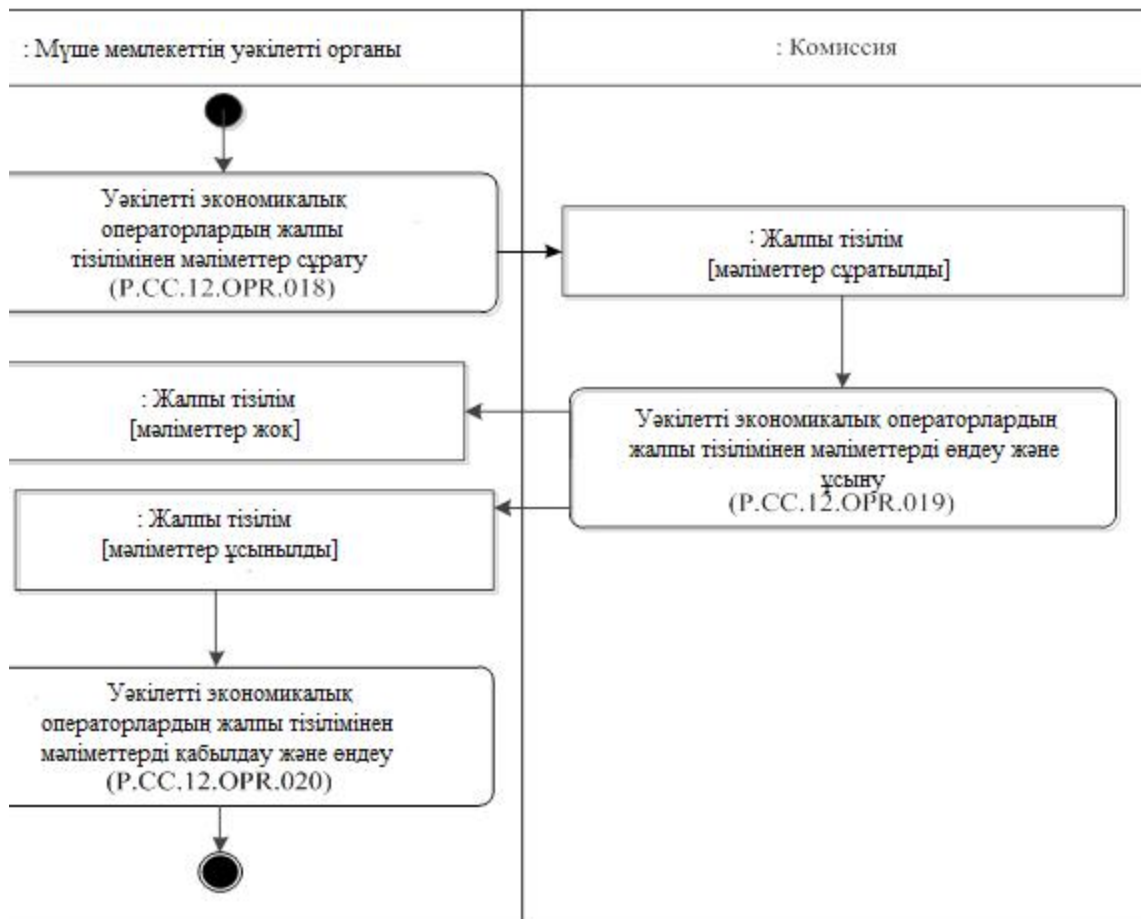 : Мүше мемлекеттің уәкілетті органы
: Комиссия
Уәкілетті экономикалық
операторлардың жалпы
тізілімінен мәліметтер сұрату
(P.CC.12.OPR.018)
: Жалпы тізілім
[мәліметтер сұратылды]
: Жалпы тізілім
[мәліметтер жоқ]
Уәкілетті экономикалық операторлардың
жалпы тізілімінен мәліметтерді өңдеу және
ұсыну
(P.CC.12.OPR.019)
: Жалпы тізілім
[мәліметтер ұсынылды]
Уәкілетті экономикалық
операторлардың жалпы тізілімінен
мәліметтерді қабылдау және өңдеу
(P.CC.12.OPR.020)